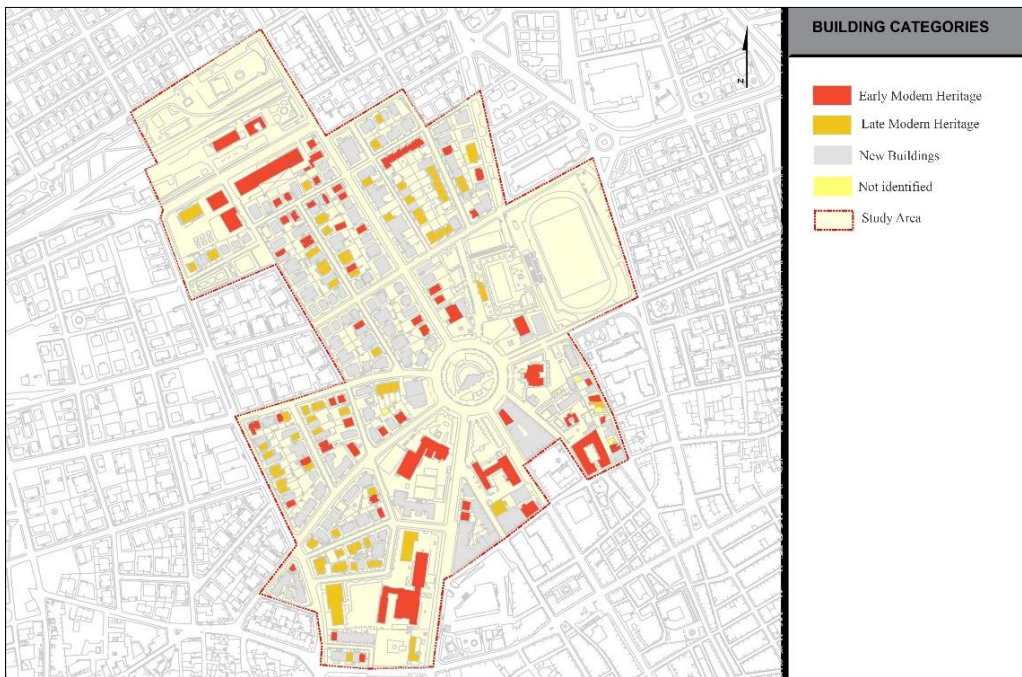 BUILDING CATEGORIES
Early Modern Heritage
Late Modern Heritage
New Buildings
Not identified
Study Area
N